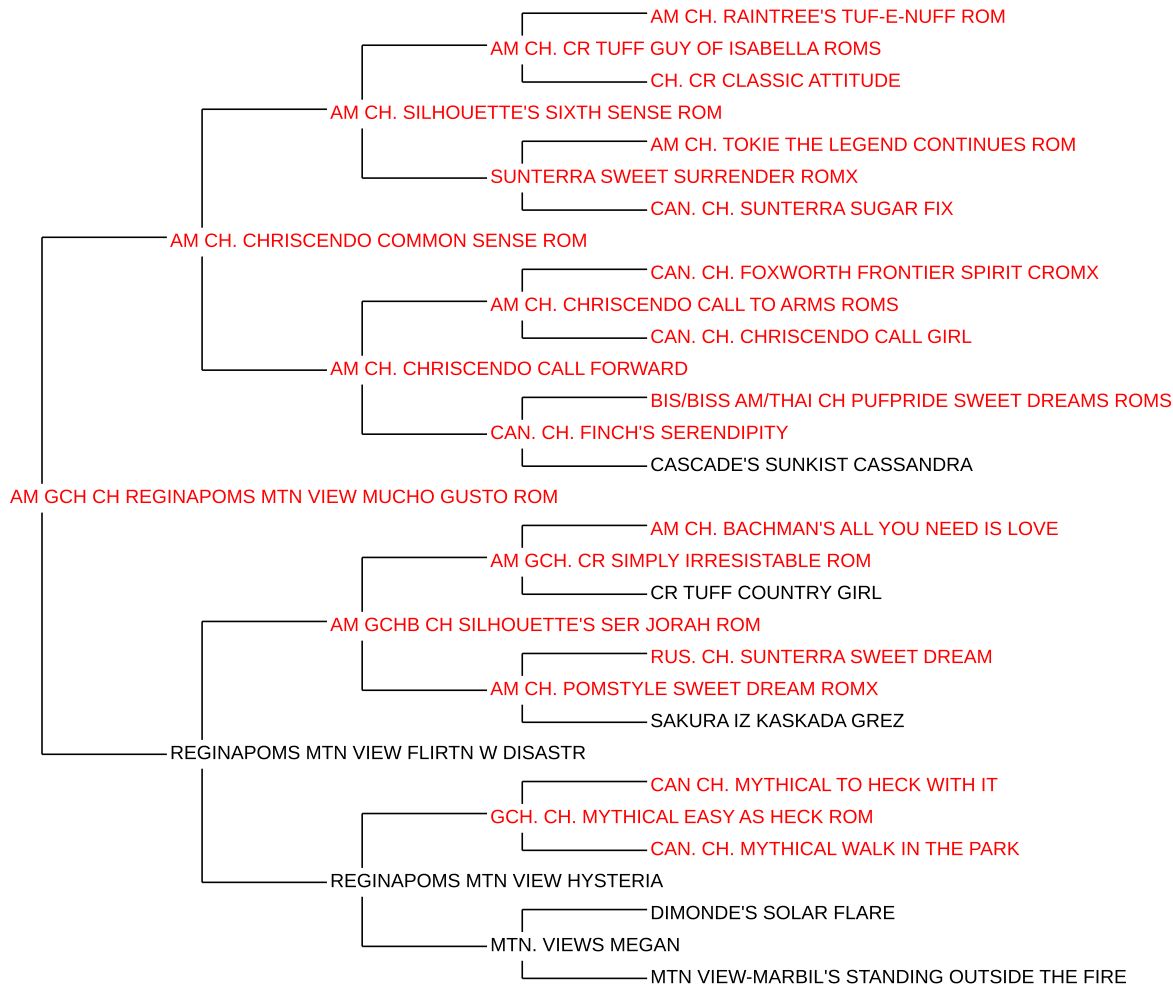 AM CH. RAINTREE'S TUF-E-NUFF ROM
AM CH. CR TUFF GUY OF ISABELLA ROMS
CH. CR CLASSIC ATTITUDE
AM CH. SILHOUETTE'S SIXTH SENSE ROM
AM CH. TOKIE THE LEGEND CONTINUES ROM
SUNTERRA SWEET SURRENDER ROMX
CAN. CH. SUNTERRA SUGAR FIX
AM CH. CHRISCENDO COMMON SENSE ROM
CAN. CH. FOXWORTH FRONTIER SPIRIT CROMX
AM CH. CHRISCENDO CALL TO ARMS ROMS
CAN. CH. CHRISCENDO CALL GIRL
AM CH. CHRISCENDO CALL FORWARD
BIS/BISS AM/THAI CH PUFPRIDE SWEET DREAMS ROMS
CAN. CH. FINCH'S SERENDIPITY
CASCADE'S SUNKIST CASSANDRA
AM GCH CH REGINAPOMS MTN VIEW MUCHO GUSTO ROM
AM CH. BACHMAN'S ALL YOU NEED IS LOVE
AM GCH. CR SIMPLY IRRESISTABLE ROM
CR TUFF COUNTRY GIRL
AM GCHB CH SILHOUETTE'S SER JORAH ROM
RUS. CH. SUNTERRA SWEET DREAM
AM CH. POMSTYLE SWEET DREAM ROMX
SAKURA IZ KASKADA GREZ
REGINAPOMS MTN VIEW FLIRTN W DISASTR
CAN CH. MYTHICAL TO HECK WITH IT
GCH. CH. MYTHICAL EASY AS HECK ROM
CAN. CH. MYTHICAL WALK IN THE PARK
REGINAPOMS MTN VIEW HYSTERIA
DIMONDE'S SOLAR FLARE
MTN. VIEWS MEGAN
MTN VIEW-MARBIL'S STANDING OUTSIDE THE FIRE